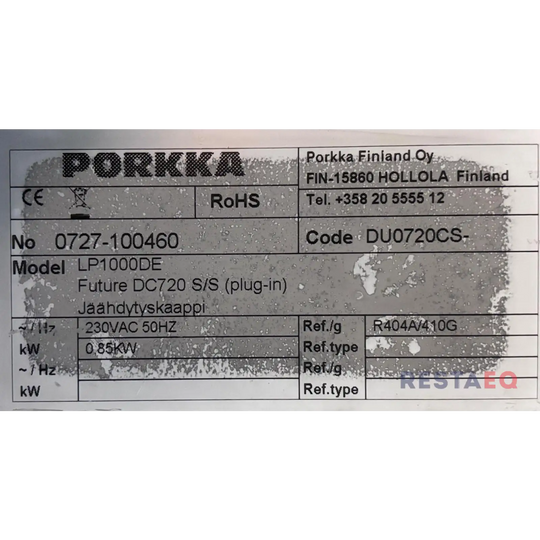 PORKKA
Porkka Finland Oy
FIN-15860 HOLLOLA Finland
CE RoHS Tel. +358 20 5555 12
No 0727-100460 Code DU0720CS-
Model LP1000DE
Future DC720 S/S (plug-in)
Jäähdytyskaappi
~ / Hz 230VAC 50HZ Ref./g R404A/410G
kW 0.85KW Ref.type
~ / Hz Ref./g
kW Ref.type
RESTAEQ